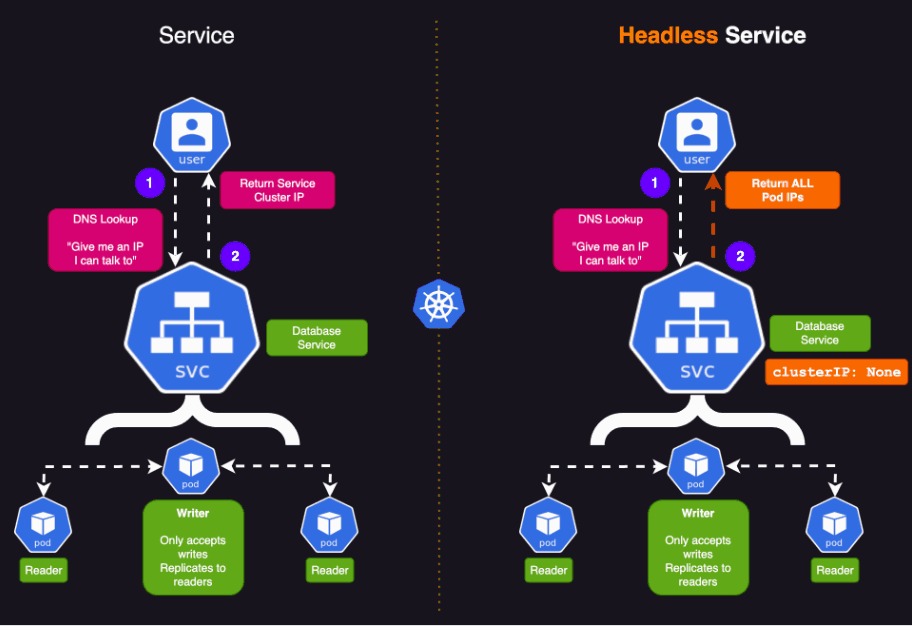 Service
user
1
Return Service
Cluster IP
DNS Lookup
"Give me an IP
I can talk to"
2
SVC
Database
Service
pod
pod
pod
Writer
Only accepts
writes
Replicates to
readers
Reader
Reader
Headless Service
user
1
Return ALL
Pod IPs
DNS Lookup
"Give me an IP
I can talk to"
2
SVC
Database
Service
clusterIP: None
pod
pod
pod
Writer
Only accepts
writes
Replicates to
readers
Reader
Reader